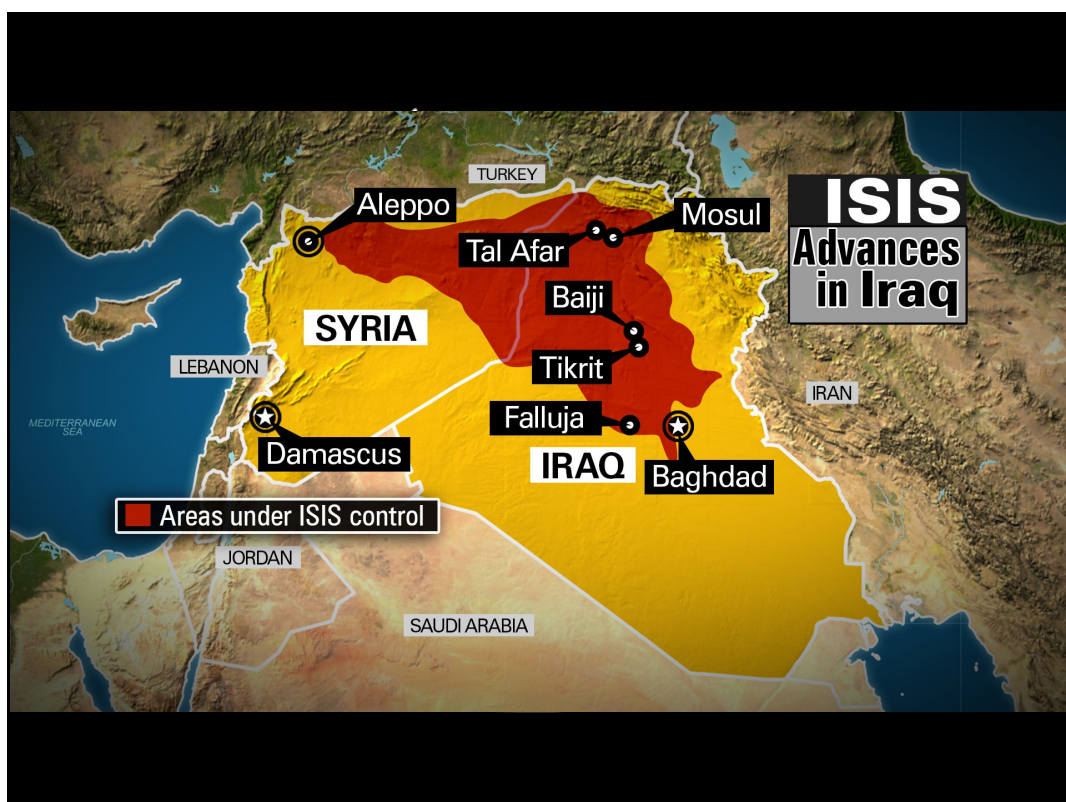 ISIS
Advances
in Iraq
TURKEY
Aleppo
Mosul
Tal Afar
Baiji
SYRIA
Tikrit
LEBANON
IRAN
Falluja
MEDITERRANEAN
SEA
Damascus
IRAQ
Baghdad
Areas under ISIS control
JORDAN
SAUDI ARABIA